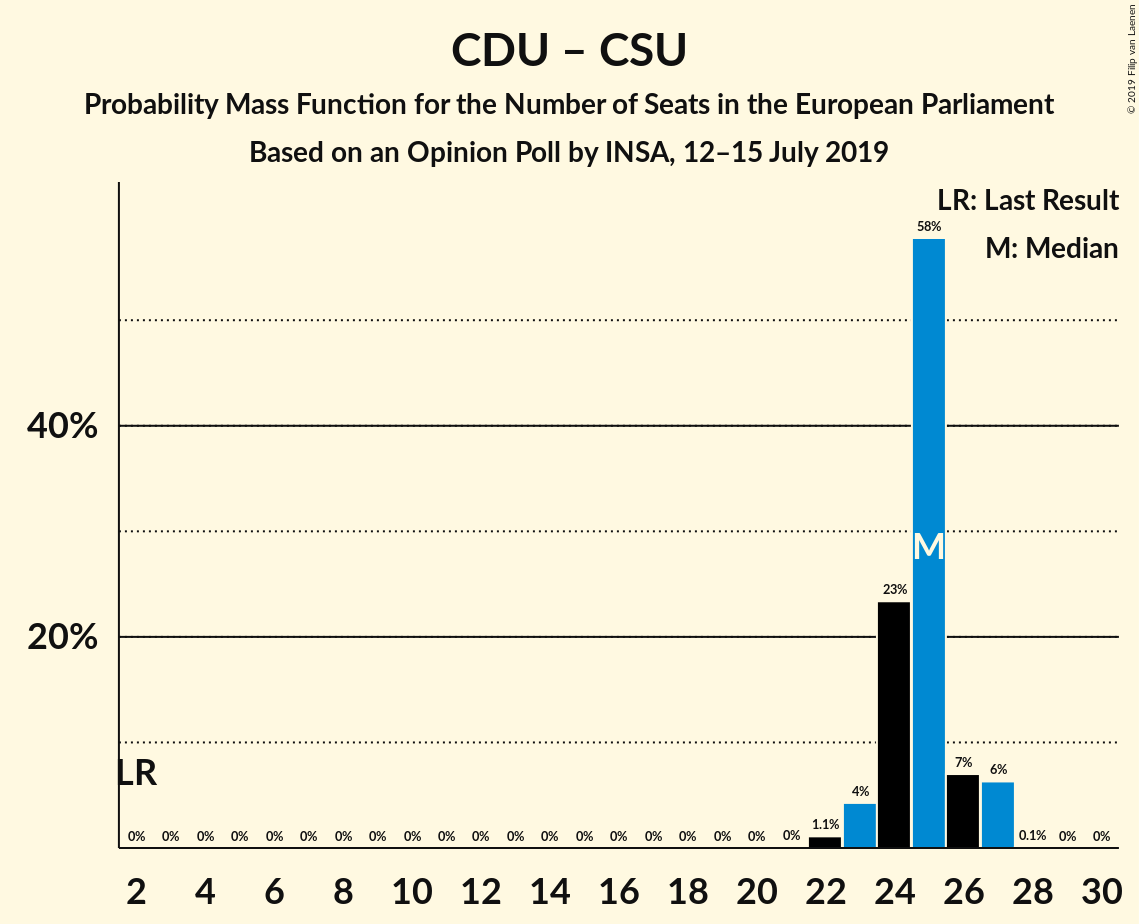 CDU – CSU
Probability Mass Function for the Number of Seats in the European Parliament
Based on an Opinion Poll by INSA, 12–15 July 2019
© 2019 Filip van Laenen
LR: Last Result
M: Median
58%
40%
M
23%
20%
LR
7%
6%
4%
1.1%
0% 0% 0% 0% 0% 0% 0% 0% 0% 0% 0% 0% 0% 0% 0% 0% 0% 0% 0% 0% 0.1% 0% 0%
2 4 6 8 10 12 14 16 18 20 22 24 26 28 30